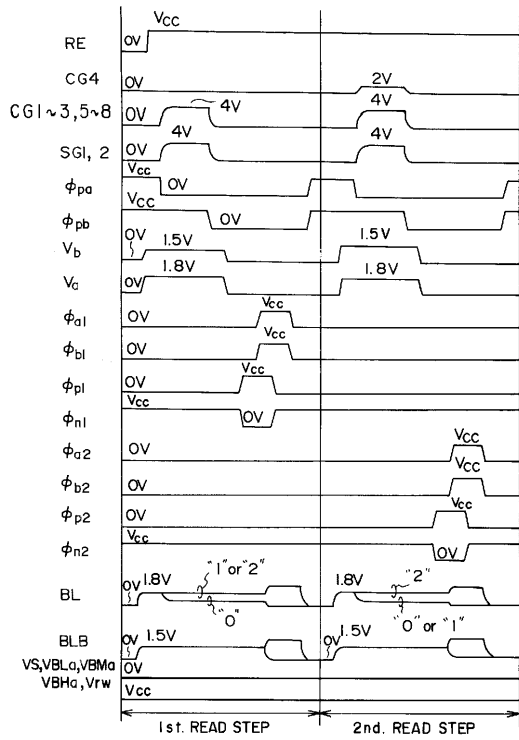 VCC
RE 0V
CG4 0V 2V
CG1~3,5~8 0V 4V 4V
SG1, 2 0V 4V 4V
φpa Vcc 0V
φpb VCC 0V
Vb 0V 1.5V 1.5V
Va 0V 1.8V 1.8V
φa1 0V Vcc
φb1 0V Vcc
φp1 0V Vcc
φn1 Vcc 0V
φa2 0V VCC
φb2 0V Vcc
φp2 0V Vcc
φn2 Vcc 0V
"1" or "2" "2"
BL 0V 1.8V 1.8V
"0" "0" or "1"
BLB 0V 1.5V 0V 1.5V
VS,VBLa,VBMa 0V
VBHa,Vrw Vcc
1st. READ STEP 2nd. READ STEP